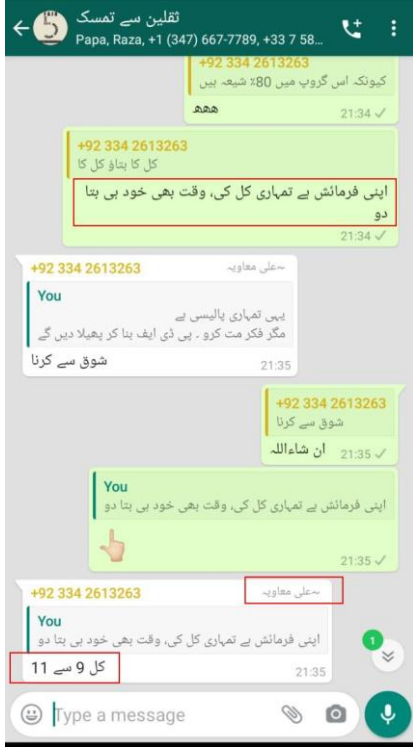 ثقلین سے تمسک
Papa, Raza, +1 (347) 667-7789, +33 7 58...
+92 334 2613263
کیونکہ اس گروپ میں 80٪ شیعہ ہیں
ههههه
21:34
+92 334 2613263
کل کا بتاؤ کل کا
اپنی فرمائش ہے تمہاری کل کی، وقت بھی خود ہی بتا
دو
21:34
+92 334 2613263 ~علی معاویہ
You
یہی تمہاری پالیسی ہے
مگر فکر مت کرو ۔ پی ڈی ایف بنا کر پھیلا دیں گے
شوق سے کرنا
21:35
+92 334 2613263
شوق سے کرنا
ان شاءاللہ
21:35
You
اپنی فرمائش ہے تمہاری کل کی، وقت بھی خود ہی بتا دو
21:35
+92 334 2613263 ~علی معاویہ
You
اپنی فرمائش ہے تمہاری کل کی، وقت بھی خود ہی بتا دو
کل 9 سے 11
21:35
1
Type a message